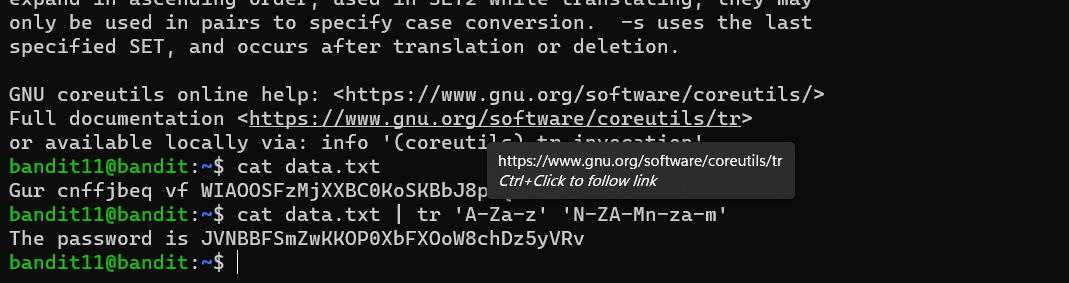 expand in ascending order; used in SET2 while translating, they may
only be used in pairs to specify case conversion.  -s uses the last
specified SET, and occurs after translation or deletion.
GNU coreutils online help: <https://www.gnu.org/software/coreutils/>
Full documentation <https://www.gnu.org/software/coreutils/tr>
or available locally via: info '(coreutils) tr invocation'
bandit11@bandit:~$ cat data.txt
https://www.gnu.org/software/coreutils/tr
Ctrl+Click to follow link
Gur cnffjbeq vf WIAOOSFzMjXXBC0KoSKBbJ8p
bandit11@bandit:~$ cat data.txt | tr 'A-Za-z' 'N-ZA-Mn-za-m'
The password is JVNBBFSmZwKKOP0XbFXOoW8chDz5yVRv
bandit11@bandit:~$